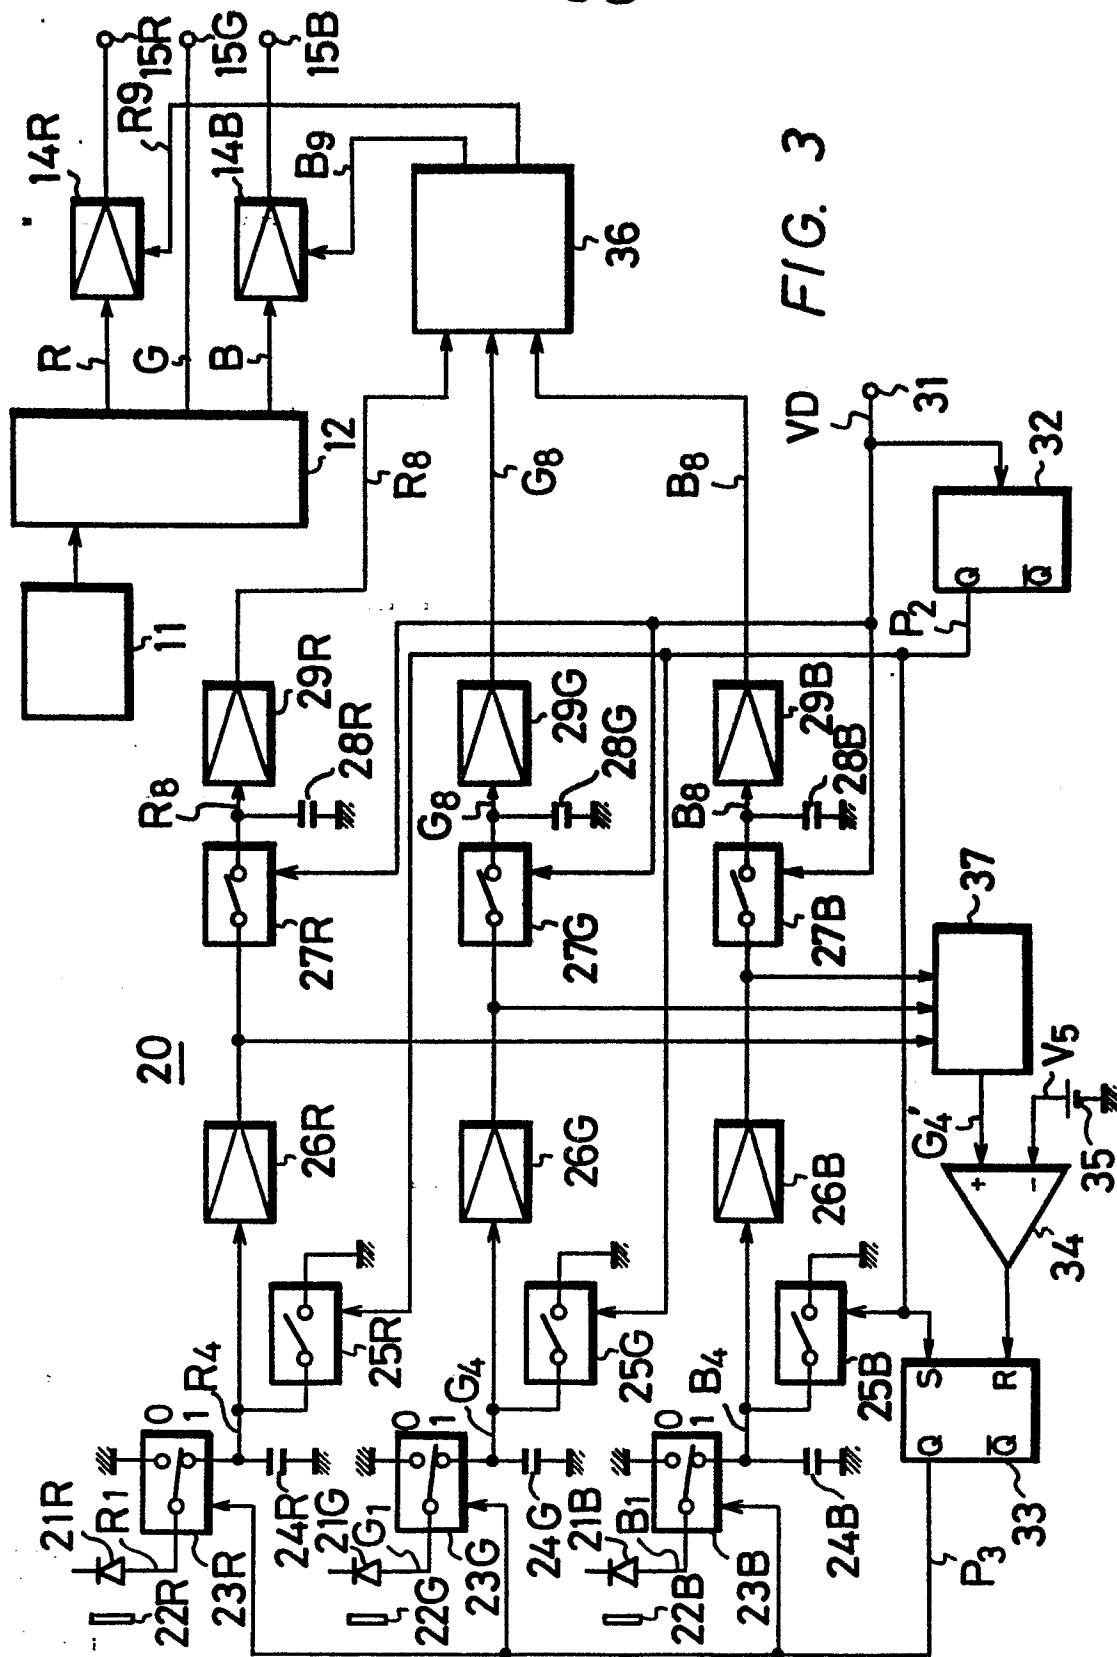 FIG. 3
20
11
12
R
G
B
14R
14B
R9
B9
15R
15G
15B
36
21R
R1
22R
23R
0
1
24R
R4
25R
26R
27R
R8
28R
29R
R8
21G
G1
22G
23G
0
1
24G
G4
25G
26G
27G
G8
28G
29G
G8
21B
B1
22B
23B
0
1
24B
B4
25B
26B
27B
B8
28B
29B
B8
VD
31
32
Q
Q̅
P2
37
G4'
V5
35
+
−
34
S
R
Q
Q̅
33
P3